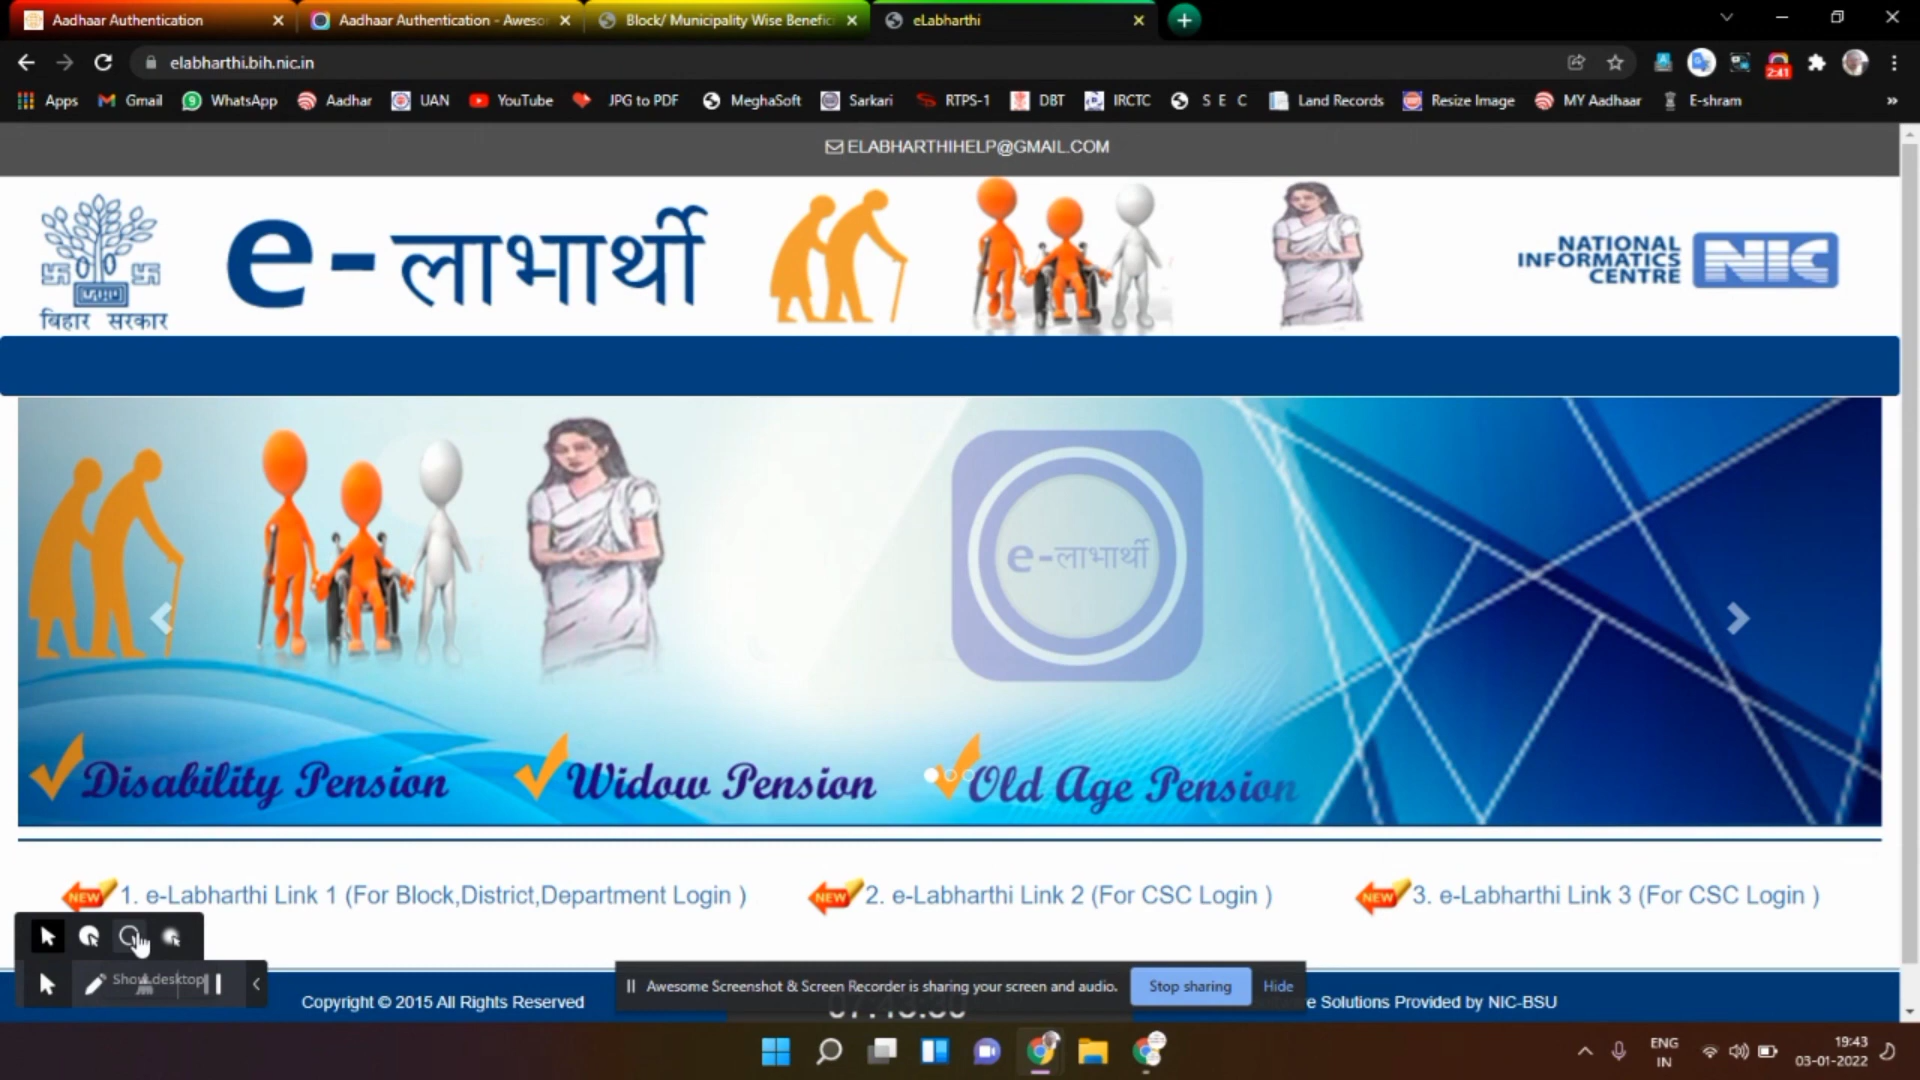 Aadhaar Authentication
Aadhaar Authentication - Aweso
Block/ Municipality Wise Benefici
eLabharthi
elabharthi.bih.nic.in
2:41
Apps
Gmail
WhatsApp
Aadhar
UAN
YouTube
JPG to PDF
MeghaSoft
Sarkari
RTPS-1
DBT
IRCTC
S E C
Land Records
Resize Image
MY Aadhaar
E-shram
ELABHARTHIHELP@GMAIL.COM
बिहार सरकार
e-लाभार्थी
NATIONAL
INFORMATICS
CENTRE
NIC
e-लाभार्थी
Disability Pension
Widow Pension
Old Age Pension
NEW 1. e-Labharthi Link 1 (For Block,District,Department Login )
NEW 2. e-Labharthi Link 2 (For CSC Login )
NEW 3. e-Labharthi Link 3 (For CSC Login )
Show desktop
Awesome Screenshot & Screen Recorder is sharing your screen and audio.
Stop sharing
Hide
Copyright © 2015 All Rights Reserved
e Solutions Provided by NIC-BSU
ENG
IN
19:43
03-01-2022